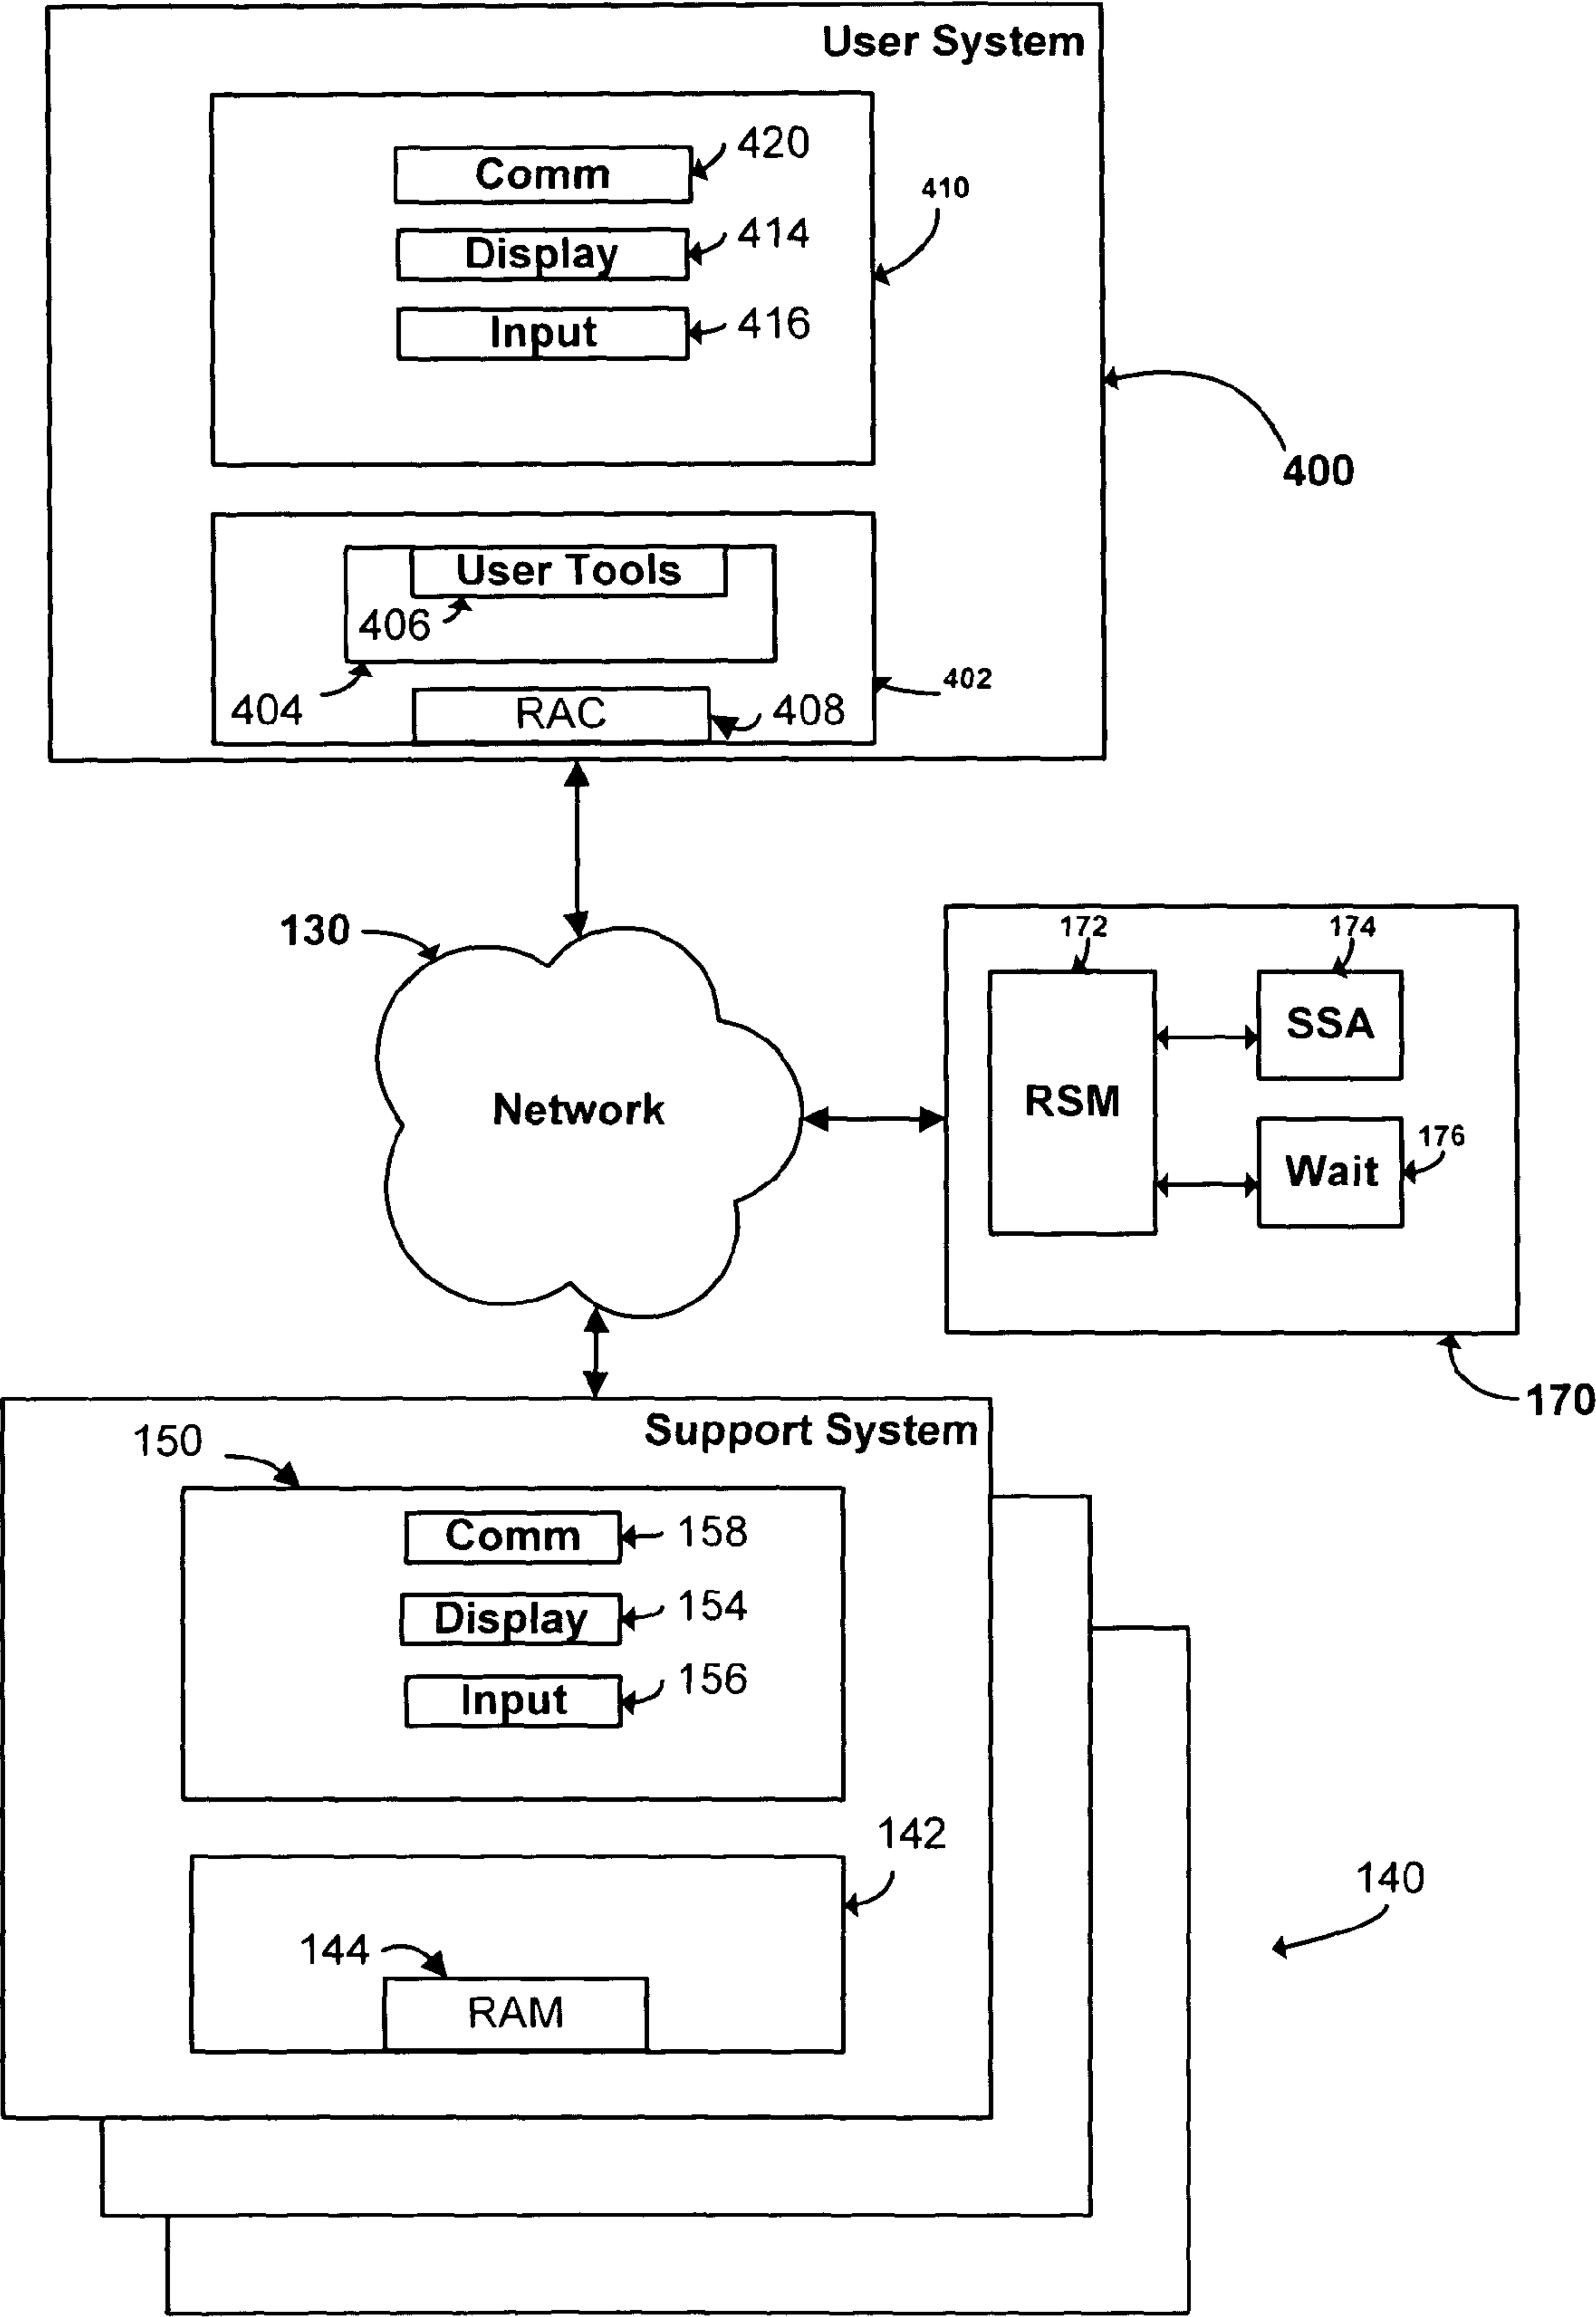 User System
Comm
420
Display
414
Input
416
410
400
User Tools
406
404
RAC
408
402
130
Network
172
174
RSM
SSA
Wait
176
170
Support System
150
Comm
158
Display
154
Input
156
142
144
RAM
140